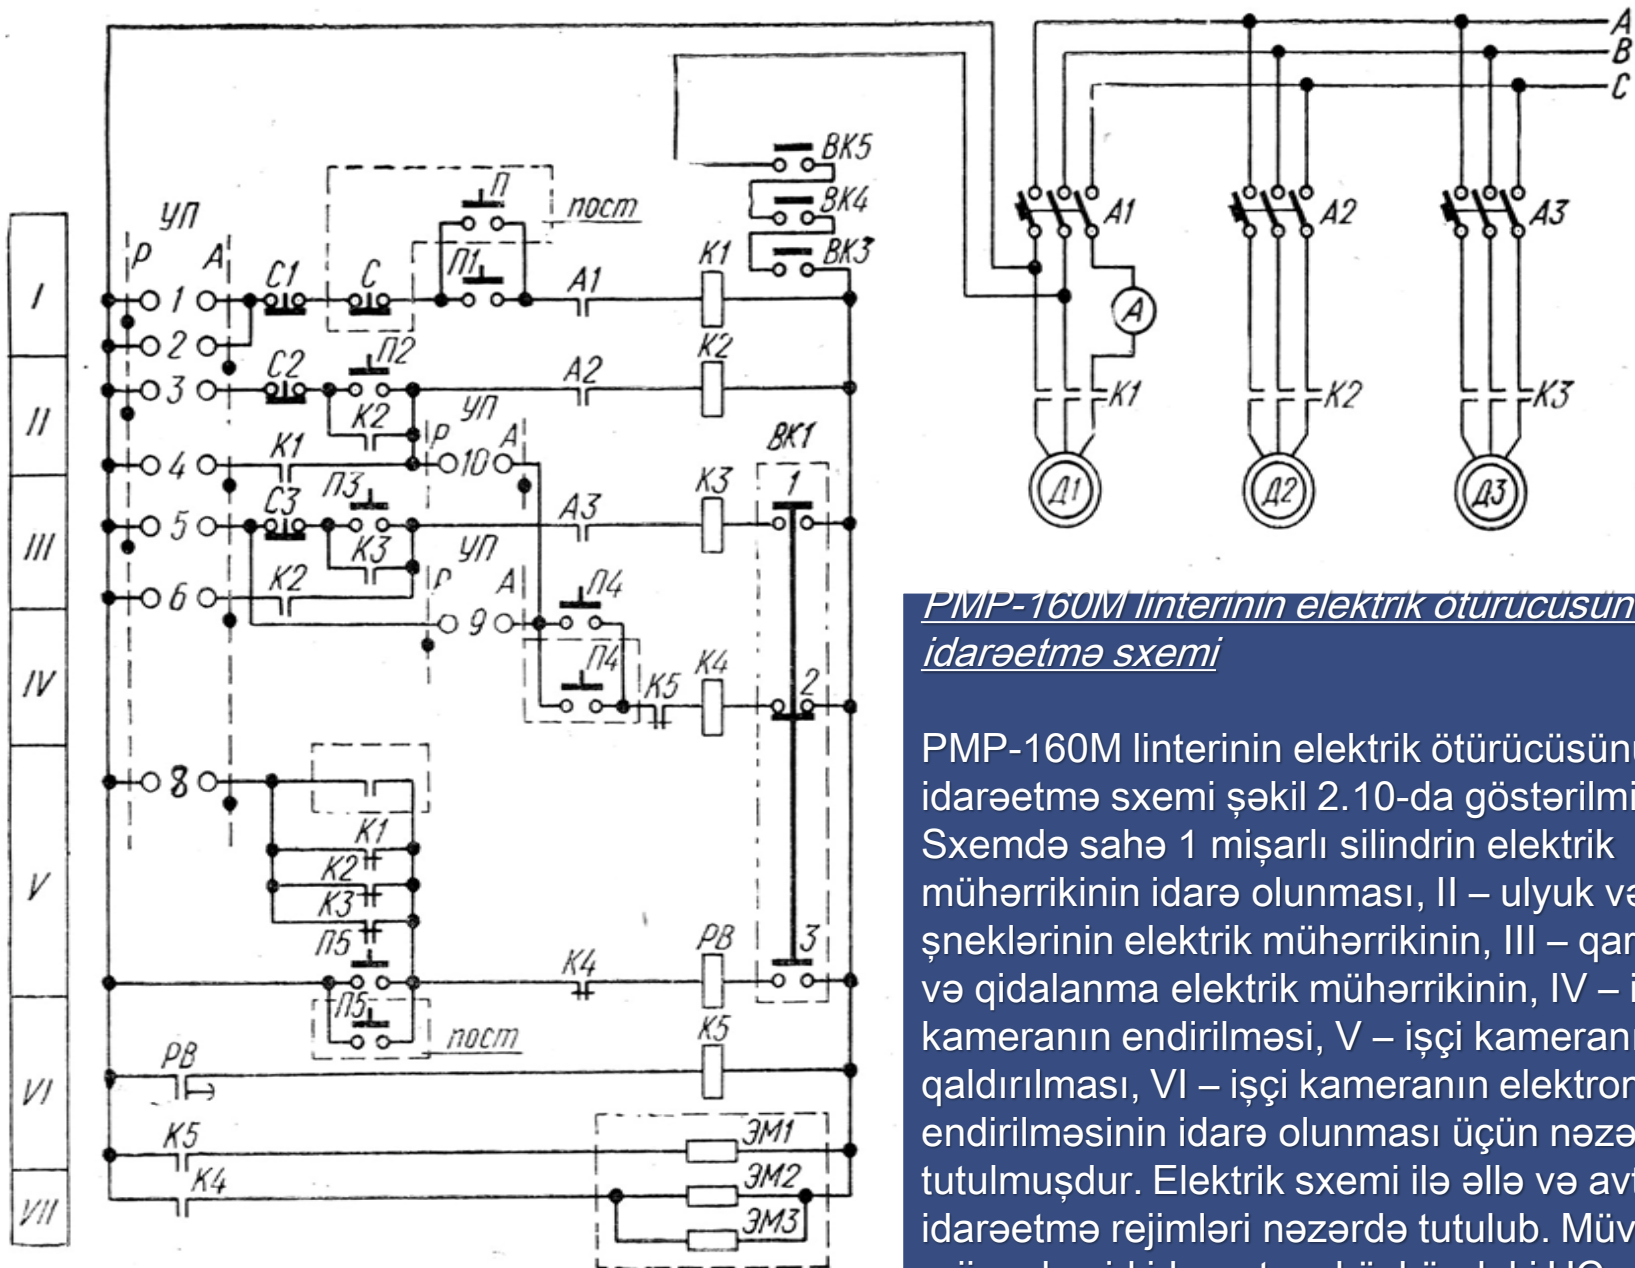 A
B
C
BK5
BK4
BK3
П
пост
УП
P
A
I
1
C1
C
П1
A1
K1
A1
A2
A3
A
2
П2
K2
3
C2
A2
II
K2
УП
BK1
K1
K2
K3
4
K1
P
10
A
П3
K3
1
Д1
Д2
Д3
5
C3
A3
III
K3
УП
6
K2
P
A
П4
9
П4
IV
K5
K4
2
8
K1
K2
V
K3
П5
K4
PB
3
П5
пост
PB
K5
VI
K5
ЭМ1
K4
ЭМ2
VII
ЭМ3
PMP-160M linterinin elektrik ötürücüsün
idarəetmə sxemi
PMP-160M linterinin elektrik ötürücüsünü
idarəetmə sxemi şəkil 2.10-da göstərilmi
Sxemdə sahə 1 mişarlı silindrin elektrik
mühərrikinin idarə olunması, II – ulyuk və
şneklərinin elektrik mühərrikinin, III – qar
və qidalanma elektrik mühərrikinin, IV – i
kameranın endirilməsi, V – işçi kameranı
qaldırılması, VI – işçi kameranın elektron
endirilməsinin idarə olunması üçün nəzə
tutulmuşdur. Elektrik sxemi ilə əllə və avt
idarəetmə rejimləri nəzərdə tutulub. Müv